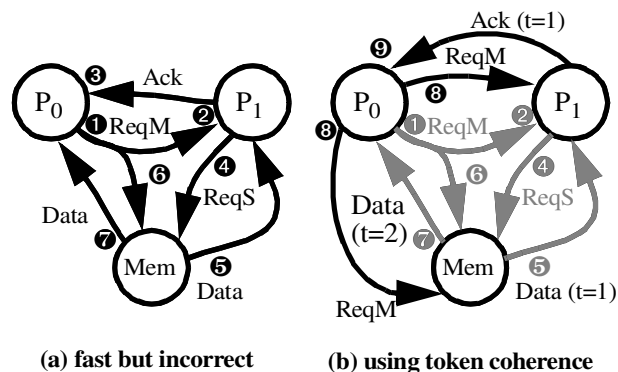 Ack (t=1)
❾
ReqM
❸
Ack
P0
P1
P0
P1
❷
❽
❶ ReqM
❽
❶ ReqM
❷
❹
❹
❻
❻
ReqS
ReqS
Data
Data
(t=2)
❼
❼
Mem
Mem
❺
❺
Data
Data (t=1)
ReqM
(a) fast but incorrect
(b) using token coherence